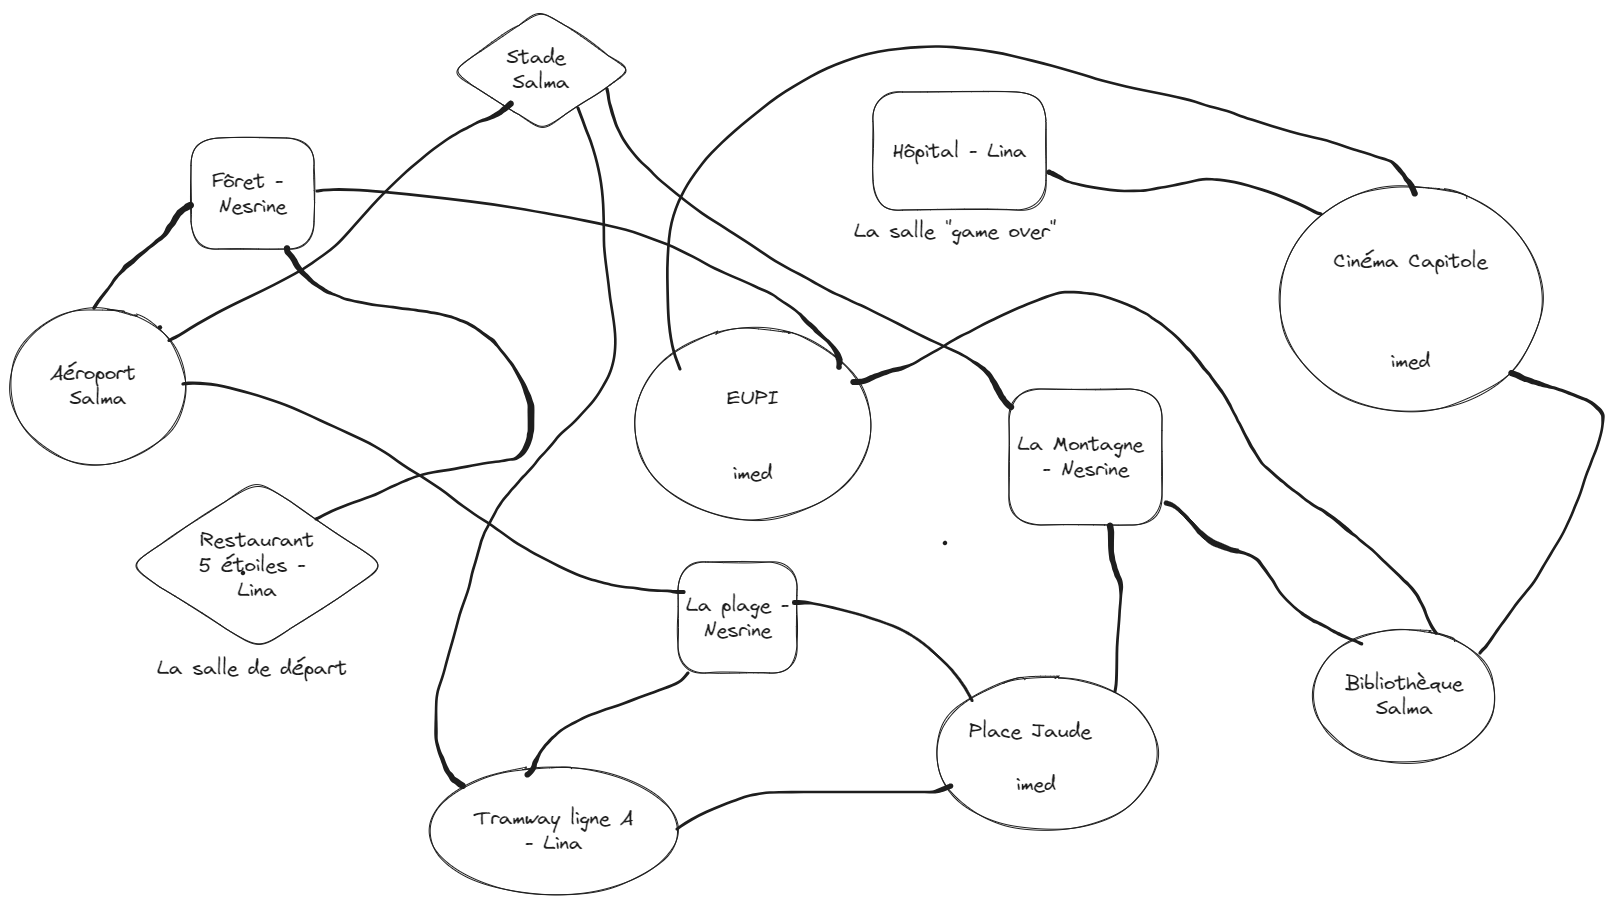 Stade
Salma
Hôpital - Lina
La salle "game over"
Fôret -
Nesrine
Cinéma Capitole
imed
Aéroport
Salma
EUPI
imed
La Montagne
- Nesrine
Restaurant
5 étoiles -
Lina
La salle de départ
La plage -
Nesrine
Bibliothèque
Salma
Place Jaude
imed
Tramway ligne A
- Lina